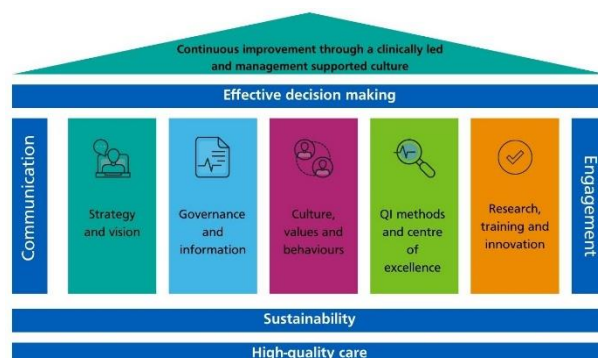 Continuous improvement through a clinically led
and management supported culture
Effective decision making
Communication
Strategy
and vision
Governance
and
information
Culture,
values and
behaviours
QI methods
and centre
of
excellence
Research,
training and
innovation
Engagement
Sustainability
High-quality care